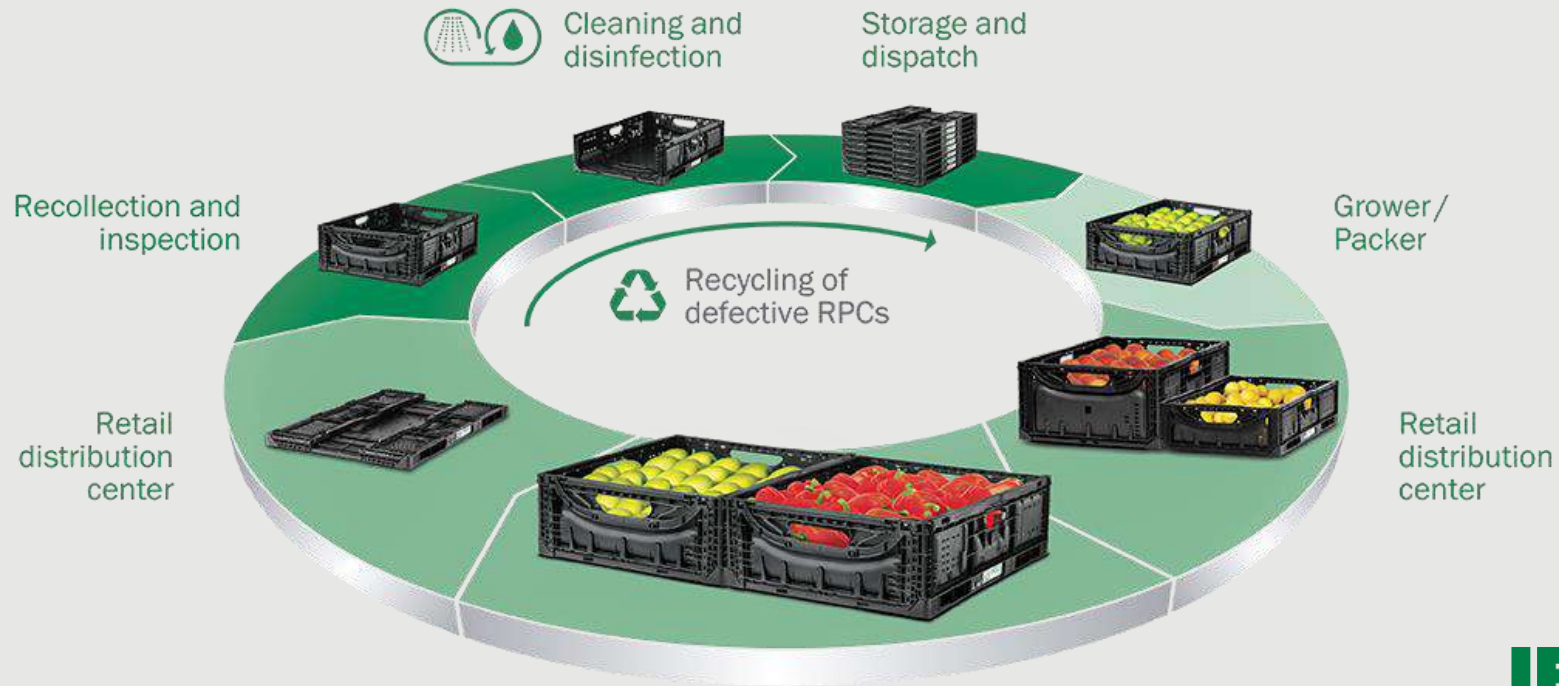 Cleaning and
disinfection
Storage and
dispatch
Recollection and
inspection
Grower/
Packer
Recycling of
defective RPCs
Retail
distribution
center
Retail
distribution
center